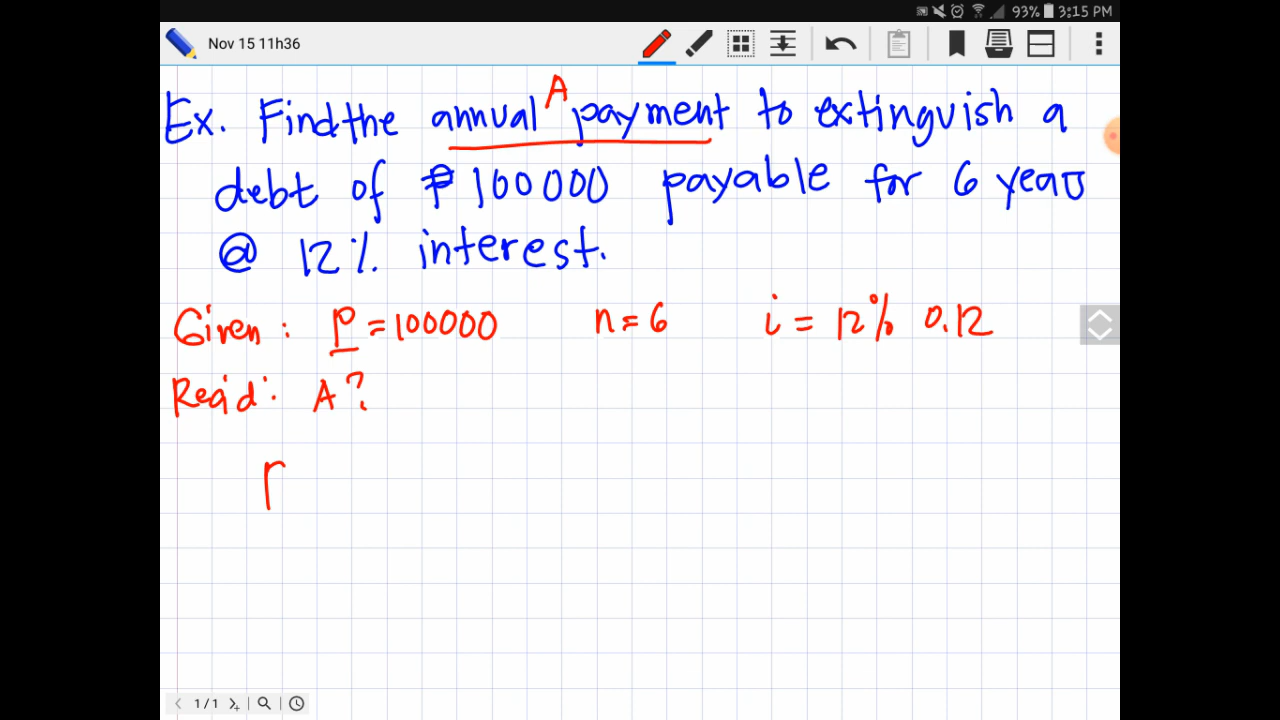 93% 3:15 PM
Nov 15 11h36
Ex. Find the annual A payment to extinguish a
debt of ₱100000 payable for 6 years
@ 12% interest.
Given: P = 100000 n = 6 i = 12% 0.12
Req'd: A?
1/1